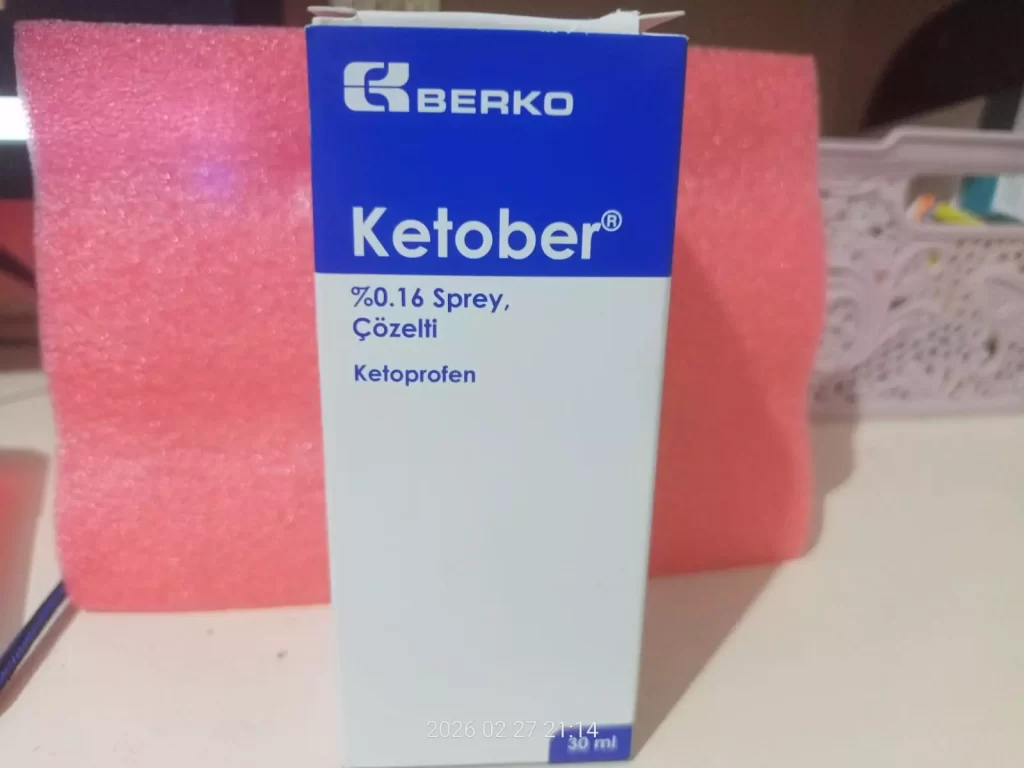 BERKO
Ketober®
%0.16 Sprey,
Çözelti
Ketoprofen
2026 02 27 21:14
30 ml